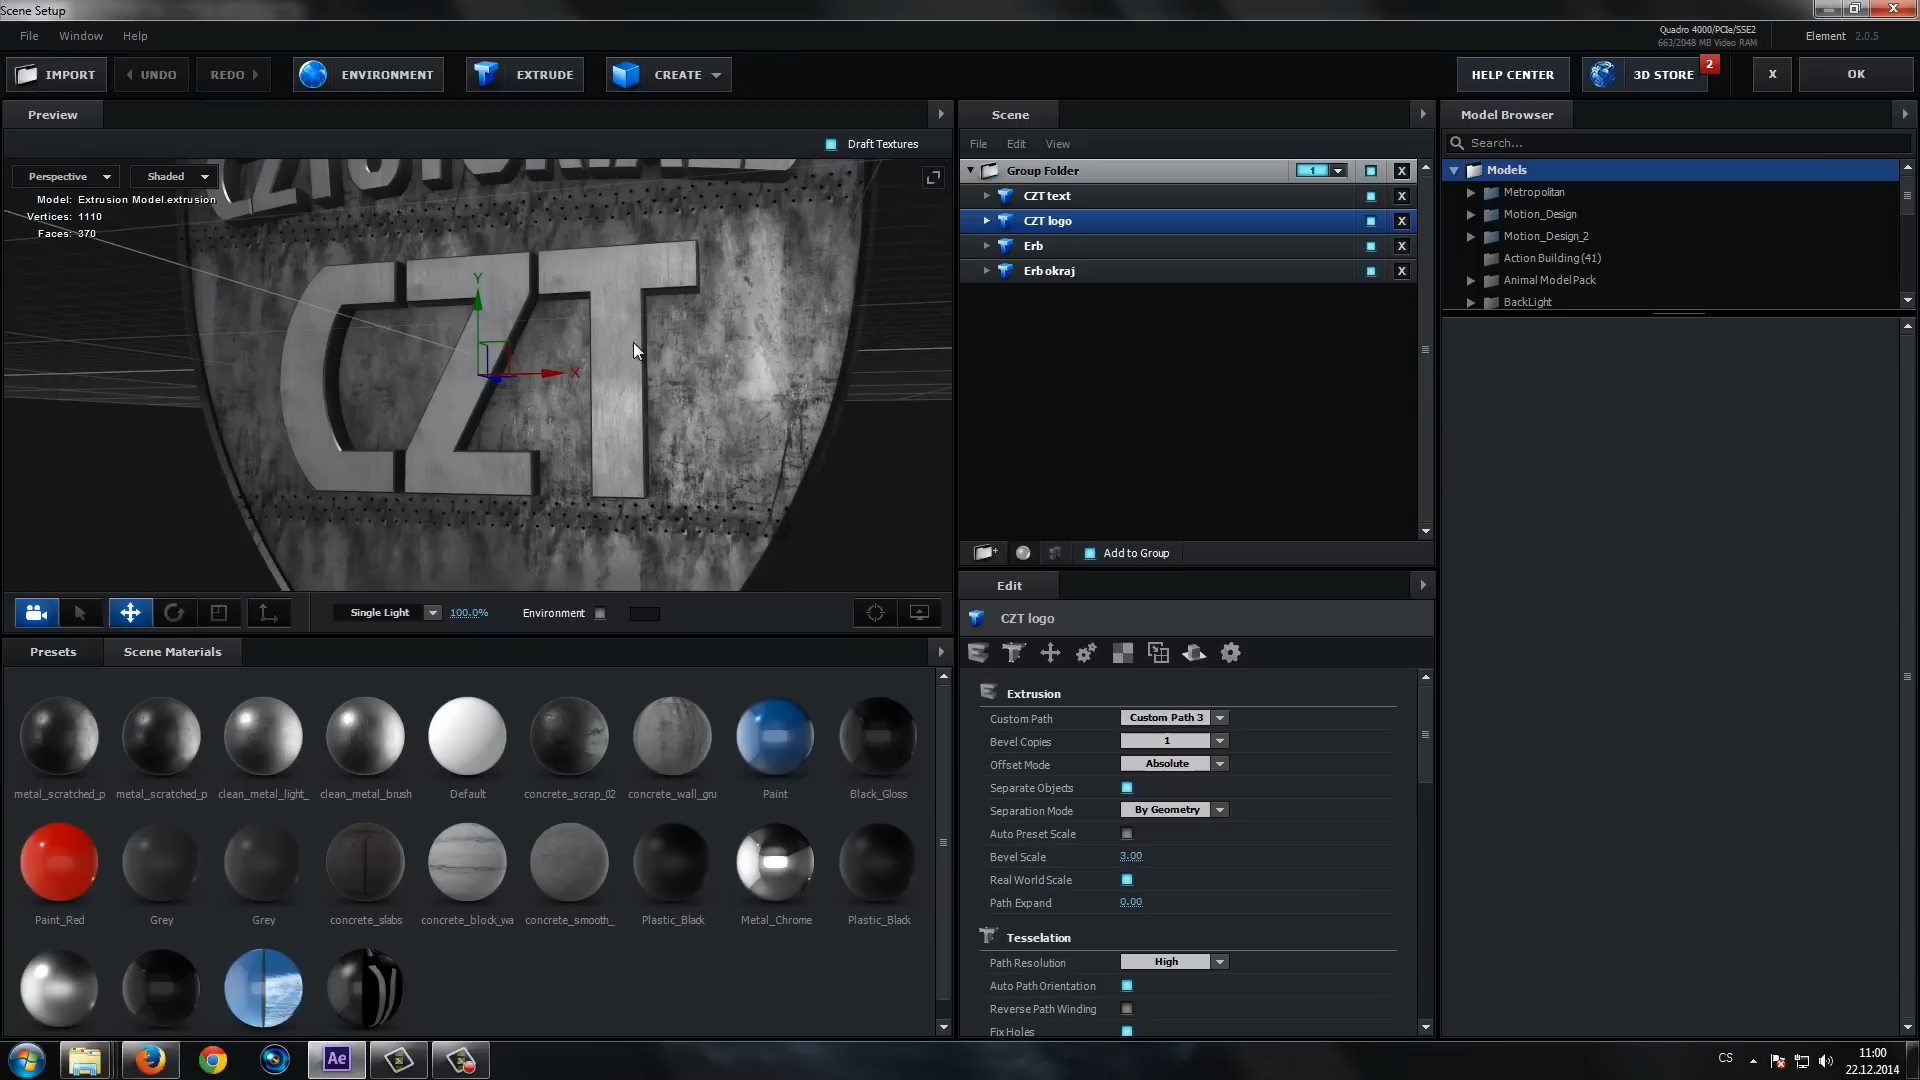 Scene Setup
File Window Help
Quadro 4000/PCIe/SSE2
663/2048 MB Video RAM
Element 2.0.5
IMPORT UNDO REDO ENVIRONMENT EXTRUDE CREATE HELP CENTER 3D STORE 2 X OK
Preview
Draft Textures
Perspective Shaded
Model: Extrusion Model.extrusion
Vertices: 1110
Faces: 370
CZT
Y
X
Single Light 100.0% Environment
Presets Scene Materials
metal_scratched_p metal_scratched_p clean_metal_light_ clean_metal_brush Default concrete_scrap_02 concrete_wall_gru Paint Black_Gloss
Paint_Red Grey Grey concrete_slabs concrete_block_wa concrete_smooth_ Plastic_Black Metal_Chrome Plastic_Black
Scene
File Edit View
Group Folder 1 X
CZT text X
CZT logo X
Erb X
Erb okraj X
Add to Group
Edit
CZT logo
Extrusion
Custom Path Custom Path 3
Bevel Copies 1
Offset Mode Absolute
Separate Objects
Separation Mode By Geometry
Auto Preset Scale
Bevel Scale 3.00
Real World Scale
Path Expand 0.00
Tesselation
Path Resolution High
Auto Path Orientation
Reverse Path Winding
Fix Holes
Model Browser
Search...
Models
Metropolitan
Motion_Design
Motion_Design_2
Action Building (41)
Animal Model Pack
BackLight
Ae
CS
11:00
22.12.2014